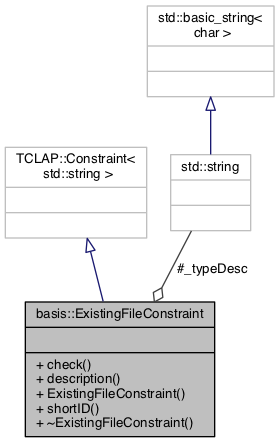 std::basic_string<
char >
TCLAP::Constraint<
std::string >
std::string
#_typeDesc
basis::ExistingFileConstraint
+ check()
+ description()
+ ExistingFileConstraint()
+ shortID()
+ ~ExistingFileConstraint()